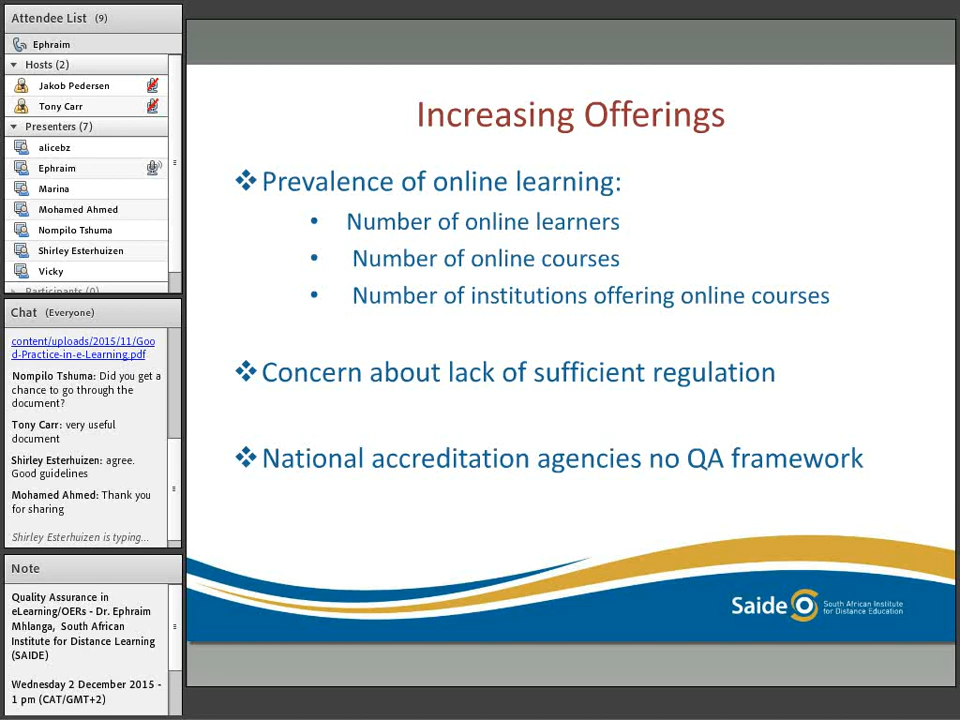 Attendee List (9)
Ephraim
Hosts (2)
Jakob Pedersen
Tony Carr
Presenters (7)
alicebz
Ephraim
Marina
Mohamed Ahmed
Nompilo Tshuma
Shirley Esterhuizen
Vicky
Participants (0)
Chat (Everyone)
content/uploads/2015/11/Goo
d-Practice-in-e-Learning.pdf
Nompilo Tshuma: Did you get a
chance to go through the
document?
Tony Carr: very useful
document
Shirley Esterhuizen: agree.
Good guidelines
Mohamed Ahmed: Thank you
for sharing
Shirley Esterhuizen is typing...
Note
Quality Assurance in
eLearning/OERs - Dr. Ephraim
Mhlanga, South African
Institute for Distance Learning
(SAIDE)
Wednesday 2 December 2015 -
1 pm (CAT/GMT+2)
Increasing Offerings
❖ Prevalence of online learning:
• Number of online learners
• Number of online courses
• Number of institutions offering online courses
❖ Concern about lack of sufficient regulation
❖ National accreditation agencies no QA framework
Saide
South African Institute
for Distance Education